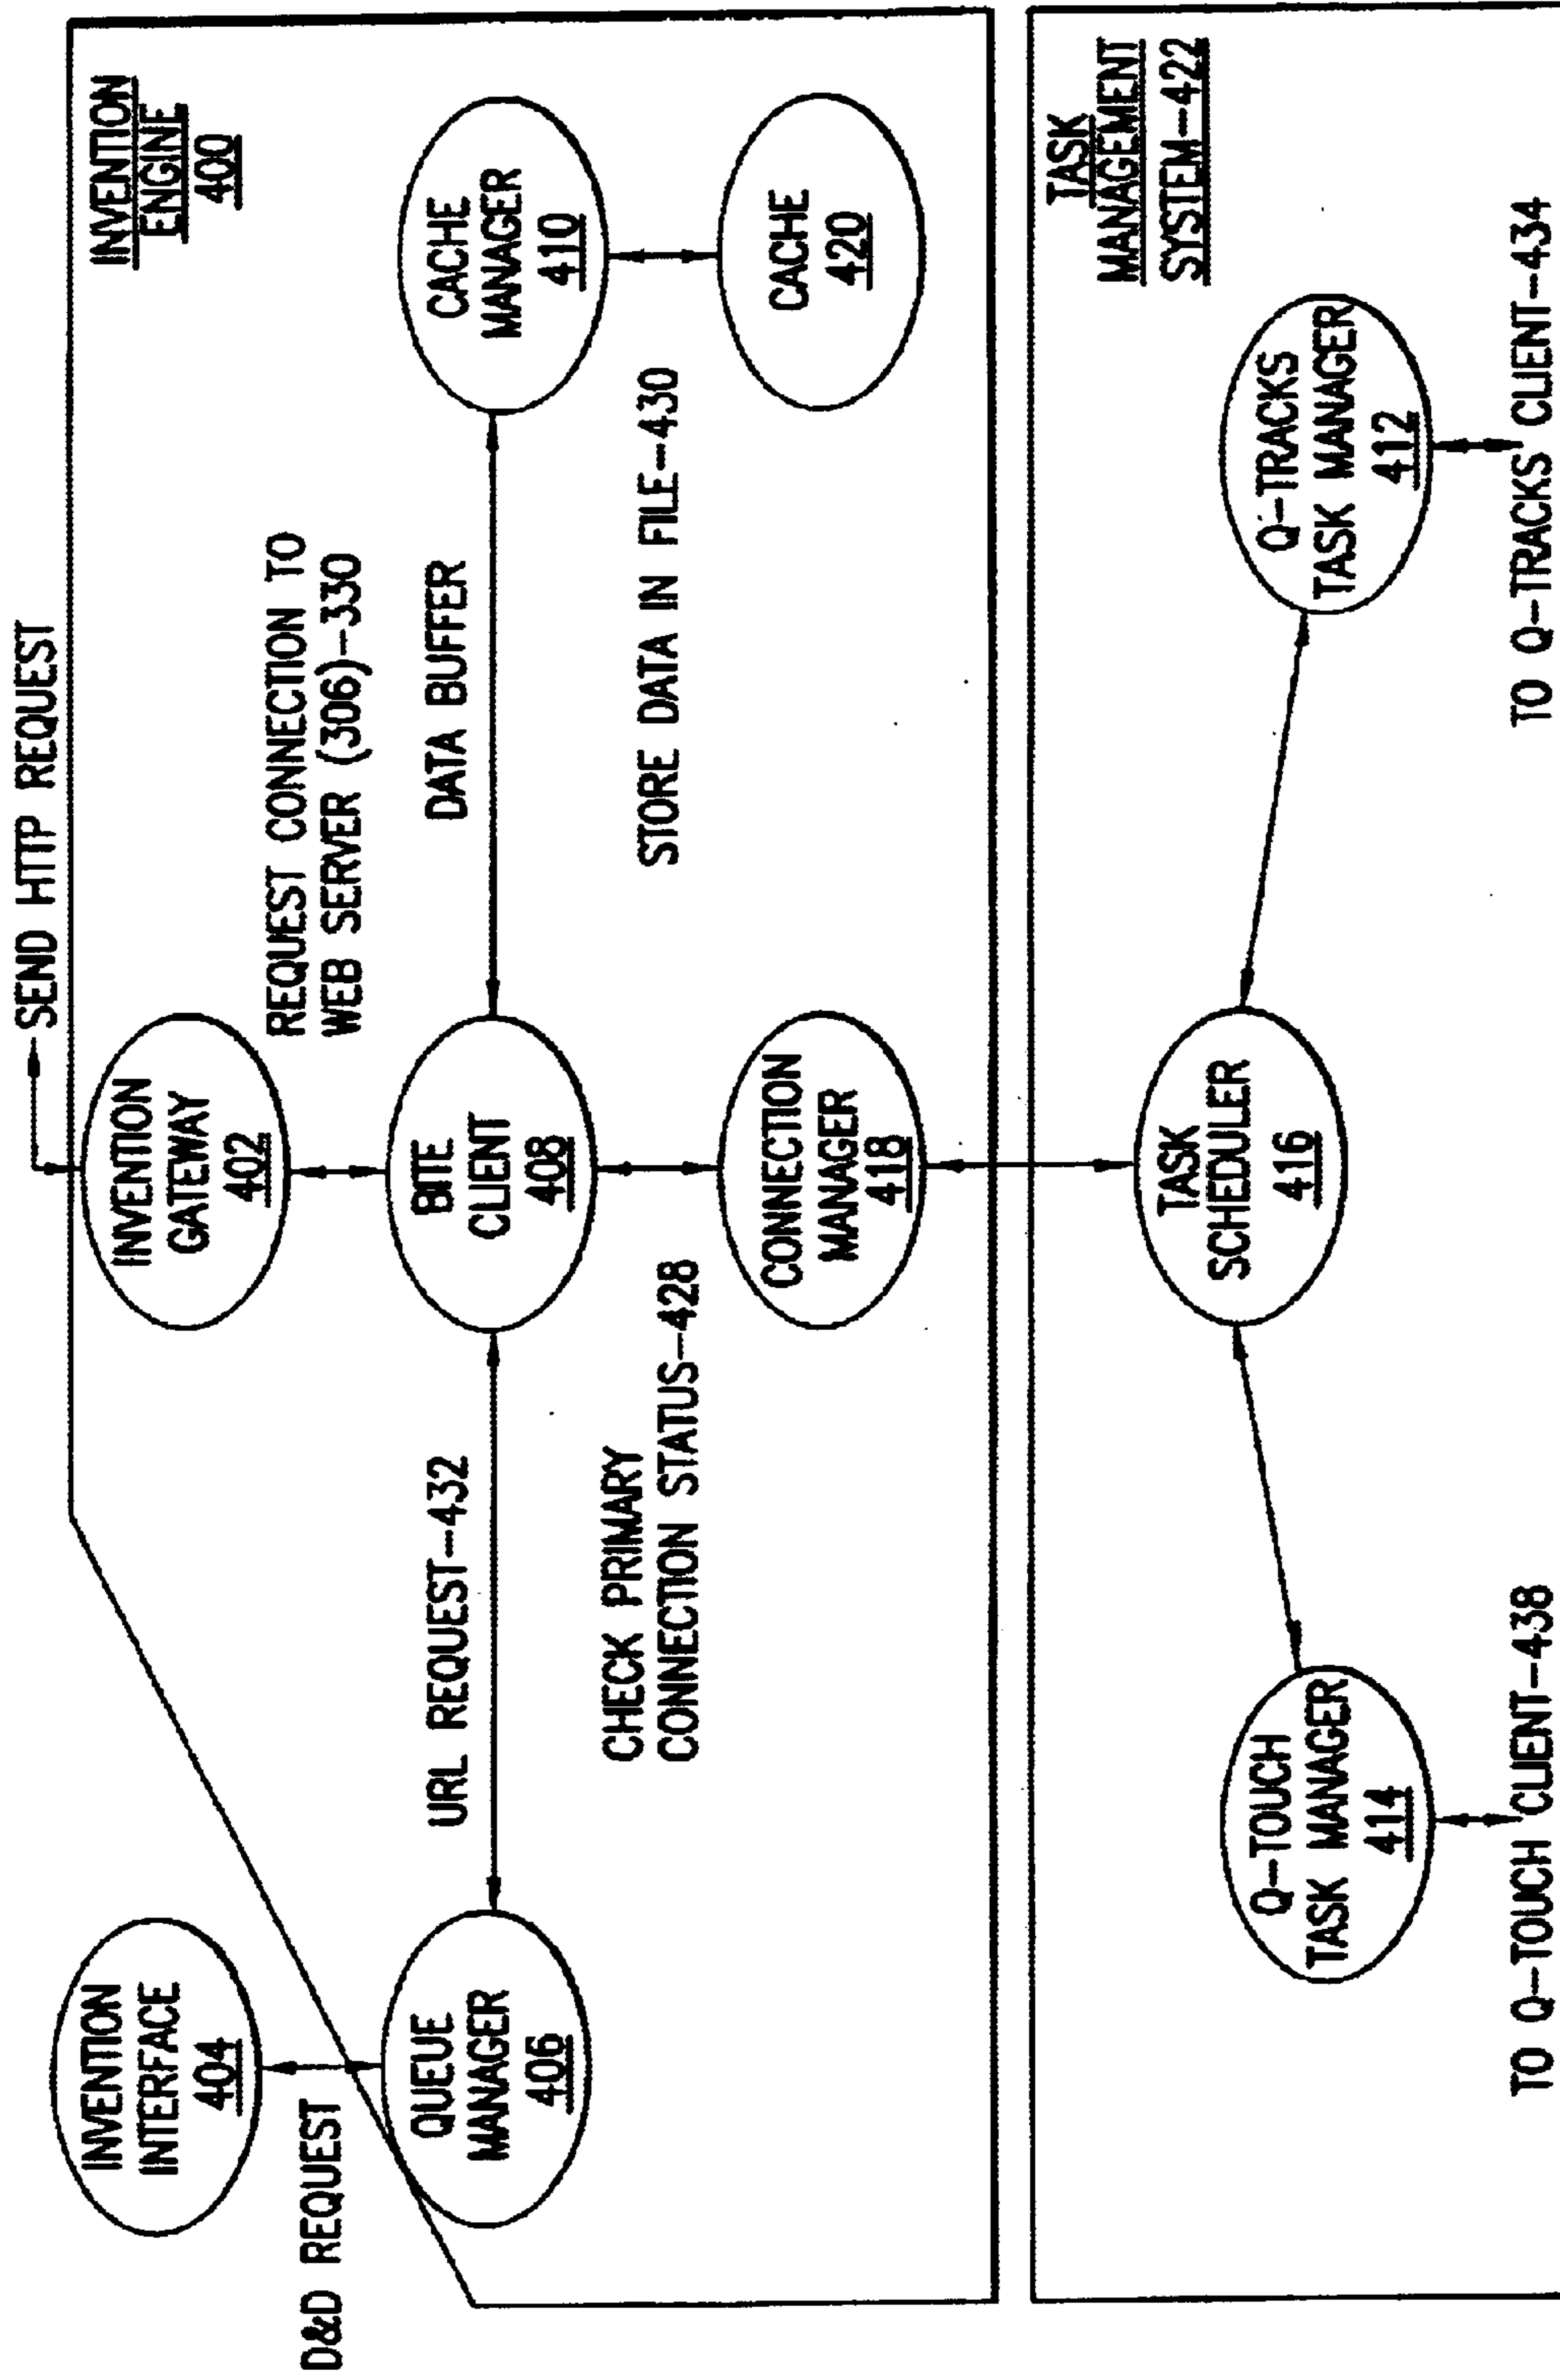 SEND HTTP REQUEST
INVENTION
INTERFACE
404
INVENTION
GATEWAY
402
INVENTION
ENGINE
400
D&D REQUEST
REQUEST CONNECTION TO
WEB SERVER (306)-330
QUEUE
MANAGER
406
URL REQUEST-432
BITE
CLIENT
408
DATA BUFFER
CACHE
MANAGER
410
CHECK PRIMARY
CONNECTION STATUS-428
STORE DATA IN FILE-430
CONNECTION
MANAGER
418
CACHE
420
TASK
MANAGEMENT
SYSTEM-422
TASK
SCHEDULER
416
Q-TOUCH
TASK MANAGER
414
Q-TRACKS
TASK MANAGER
412
TO Q-TOUCH CLIENT-438
TO Q-TRACKS CLIENT-434